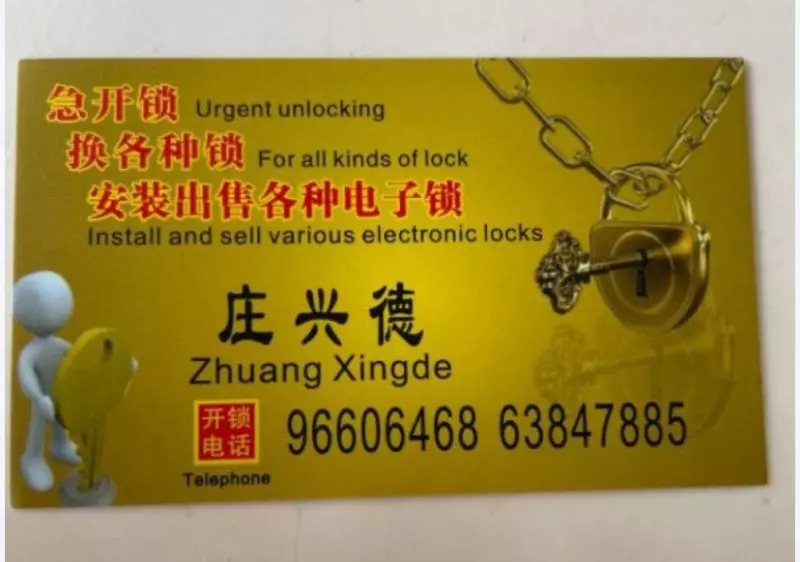 急开锁 Urgent unlocking
换各种锁 For all kinds of lock
安装出售各种电子锁
Install and sell various electronic locks
庄兴德
Zhuang Xingde
开锁
电话 96606468 63847885
Telephone